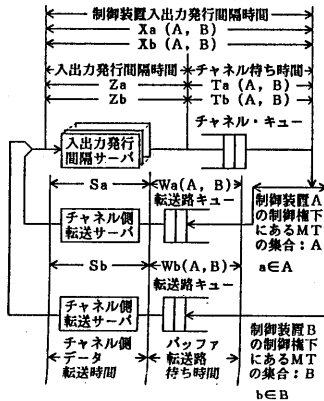 制御装置入出力発行間隔時間
Xa (A, B)
Xb (A, B)
入出力発行間隔時間
チャネル待ち時間
Za
Ta (A, B)
Zb
Tb (A, B)
チャネル・キュー
入出力発行
間隔サーバ
Sa
Wa(A, B)
転送路キュー
チャネル側
転送サーバ
制御装置A
の制御権下
にあるMT
の集合:A
a∈A
Sb
Wb(A,B)
転送路キュー
チャネル側
転送サーバ
チャネル側
データ
転送時間
バッファ
転送路
待ち時間
制御装置B
の制御権下
にあるMT
の集合:B
b∈B